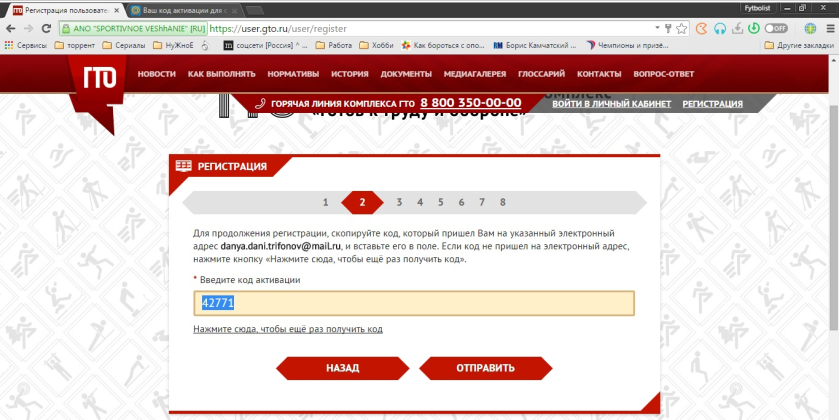 Регистрация пользовател
Ваш код активации для с
Fytbolist
ANO "SPORTIVNOE VESHhANIE" [RU]
https://user.gto.ru/user/register
OFF
Сервисы
торрент
Сериалы
НуЖноЁ
соцсети [Россия] ^ ...
Работа
Хобби
Как бороться с опо...
Борис Камчатский ...
Чемпионы и призё...
Другие закладки
ГТО
НОВОСТИ
КАК ВЫПОЛНЯТЬ
НОРМАТИВЫ
ИСТОРИЯ
ДОКУМЕНТЫ
МЕДИАГАЛЕРЕЯ
ГЛОССАРИЙ
КОНТАКТЫ
ВОПРОС-ОТВЕТ
ГОРЯЧАЯ ЛИНИЯ КОМПЛЕКСА ГТО 8 800 350-00-00
ВОЙТИ В ЛИЧНЫЙ КАБИНЕТ
РЕГИСТРАЦИЯ
«Готов к труду и обороне»
РЕГИСТРАЦИЯ
1 2 3 4 5 6 7 8
Для продолжения регистрации, скопируйте код, который пришел Вам на указанный электронный
адрес danya.dani.trifonov@mail.ru, и вставьте его в поле. Если код не пришел на электронный адрес,
нажмите кнопку «Нажмите сюда, чтобы ещё раз получить код».
* Введите код активации
42771
Нажмите сюда, чтобы ещё раз получить код
НАЗАД
ОТПРАВИТЬ